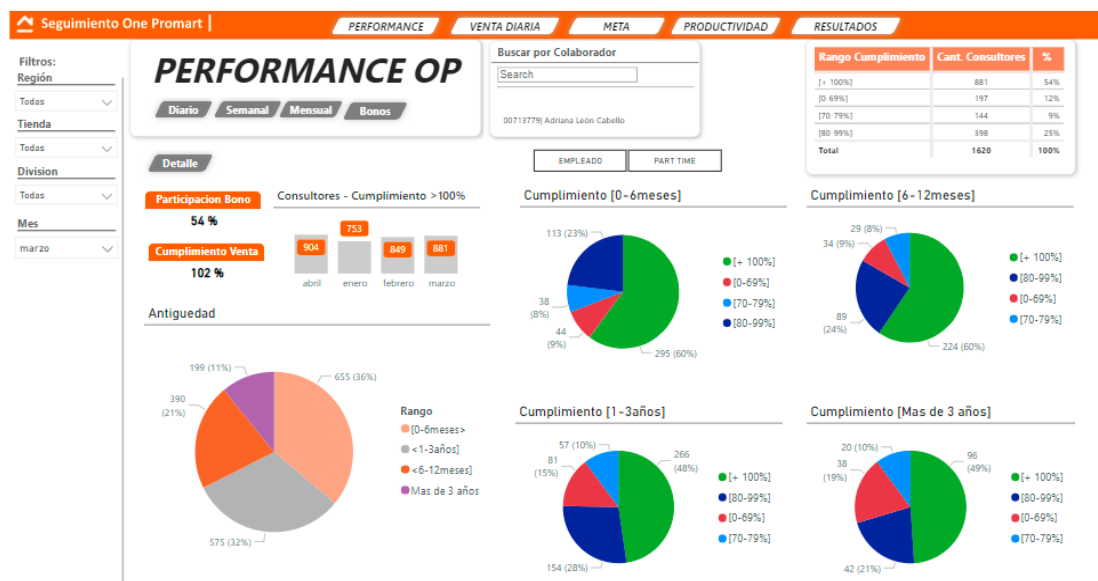 Seguimiento One Promart |
PERFORMANCE
VENTA DIARIA
META
PRODUCTIVIDAD
RESULTADOS
Filtros:
Región
Todas
Tienda
Todas
Division
Todas
Mes
marzo
PERFORMANCE OP
Diario
Semanal
Mensual
Bonos
Buscar por Colaborador
Search
00713779| Adriana León Cabello
Rango Cumplimiento Cant. Consultores %
[+ 100%] 881 54%
[0-69%] 197 12%
[70-79%] 144 9%
[80-99%] 398 25%
Total 1620 100%
Detalle
EMPLEADO
PART TIME
Participacion Bono
54 %
Cumplimiento Venta
102 %
Consultores - Cumplimiento >100%
904
753
849
881
abril
enero
febrero
marzo
Cumplimiento [0-6meses]
113 (23%)
38
(8%)
44
(9%)
295 (60%)
[+ 100%]
[0-69%]
[70-79%]
[80-99%]
Cumplimiento [6-12meses]
29 (8%)
34 (9%)
89
(24%)
224 (60%)
[+ 100%]
[80-99%]
[0-69%]
[70-79%]
Antiguedad
199 (11%)
655 (36%)
390
(21%)
575 (32%)
Rango
[0-6meses>
<1-3años]
<6-12meses]
Mas de 3 años
Cumplimiento [1-3años]
57 (10%)
81
(15%)
266
(48%)
154 (28%)
[+ 100%]
[80-99%]
[0-69%]
[70-79%]
Cumplimiento [Mas de 3 años]
20 (10%)
38
(19%)
96
(49%)
42 (21%)
[+ 100%]
[80-99%]
[0-69%]
[70-79%]